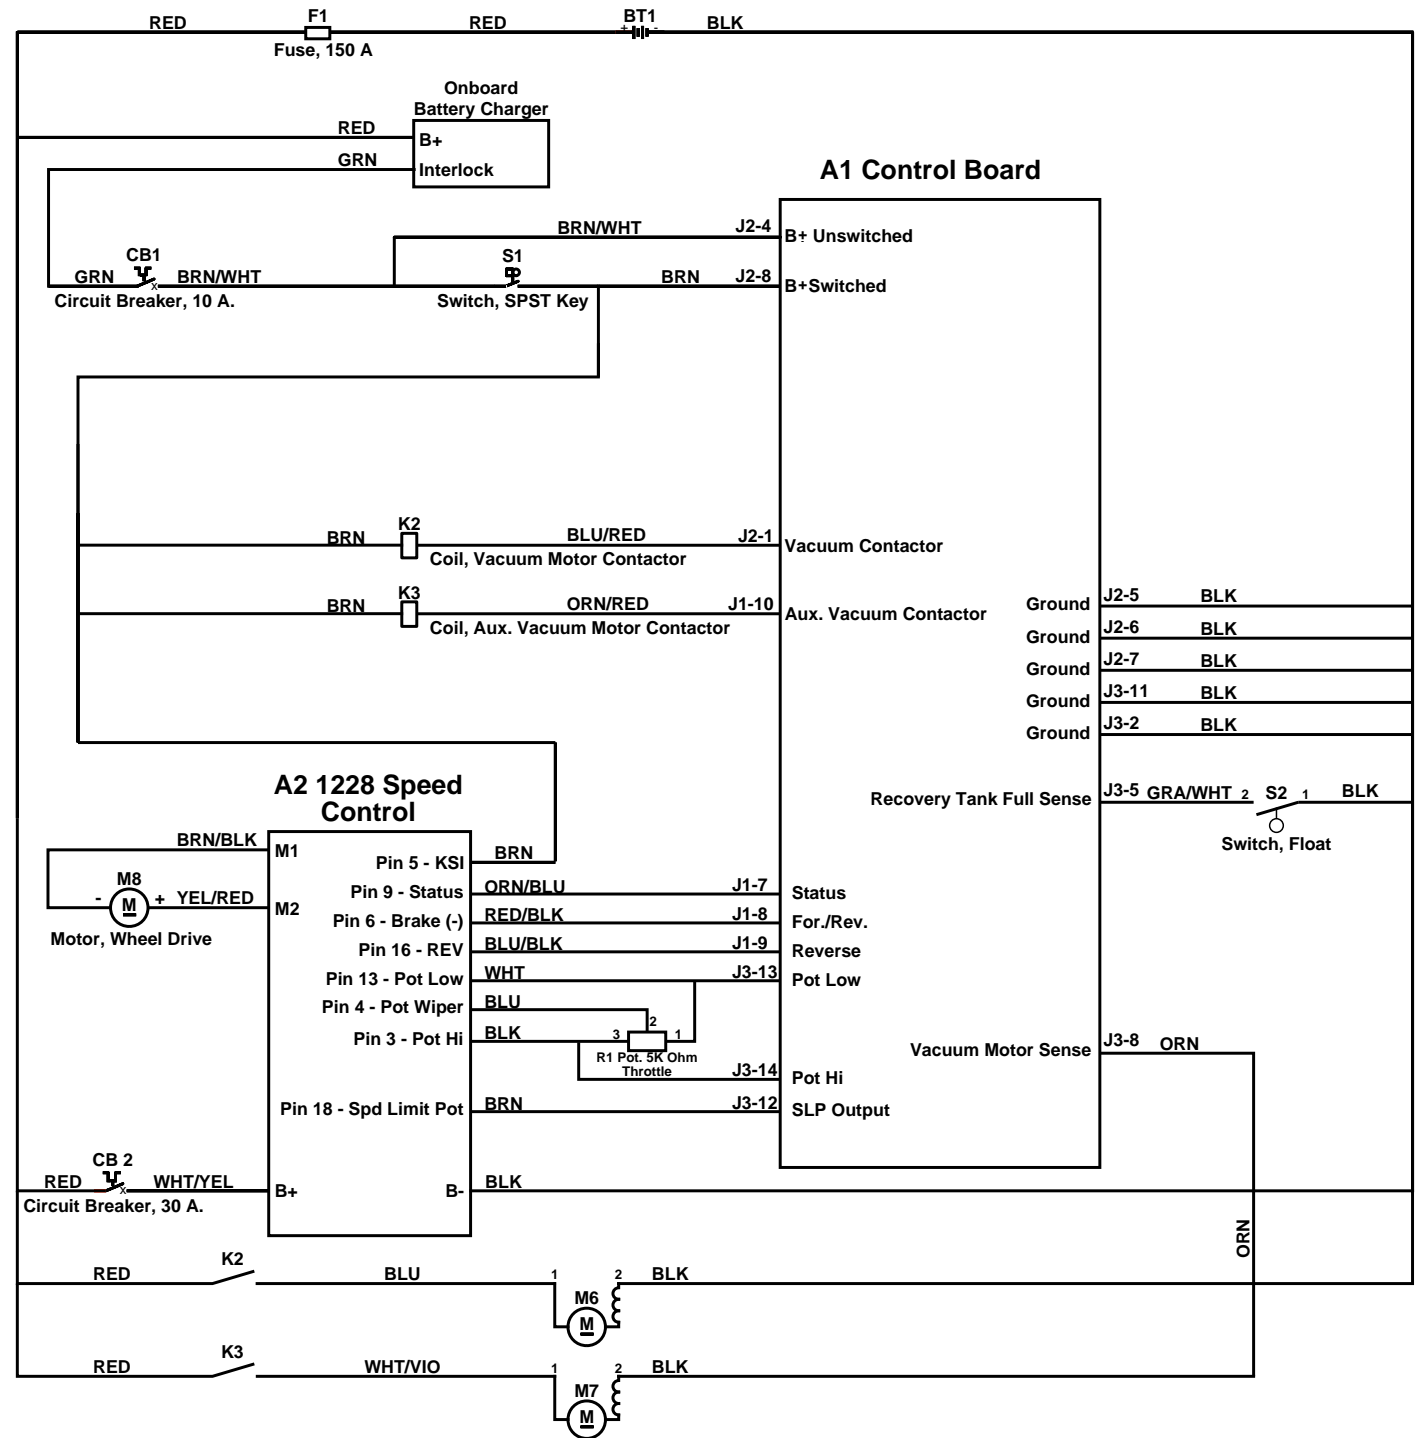 RED
F1
RED
BT1
BLK
+ -
Fuse, 150 A
Onboard
Battery Charger
RED
B+
GRN
Interlock
A1 Control Board
BRN/WHT
J2-4
B+ Unswitched
CB1
S1
GRN
BRN/WHT
BRN
J2-8
B+Switched
x
Circuit Breaker, 10 A.
Switch, SPST Key
K2
BRN
BLU/RED
J2-1
Vacuum Contactor
Coil, Vacuum Motor Contactor
K3
BRN
ORN/RED
J1-10
Aux. Vacuum Contactor
Coil, Aux. Vacuum Motor Contactor
Ground
J2-5
BLK
Ground
J2-6
BLK
Ground
J2-7
BLK
Ground
J3-11
BLK
Ground
J3-2
BLK
Recovery Tank Full Sense
J3-5
GRA/WHT
2
S2
1
BLK
Switch, Float
A2 1228 Speed
Control
BRN/BLK
M1
Pin 5 - KSI
BRN
M8
- M +
YEL/RED
M2
Motor, Wheel Drive
Pin 9 - Status
ORN/BLU
J1-7
Status
Pin 6 - Brake (-)
RED/BLK
J1-8
For./Rev.
Pin 16 - REV
BLU/BLK
J1-9
Reverse
Pin 13 - Pot Low
WHT
J3-13
Pot Low
Pin 4 - Pot Wiper
BLU
2
Pin 3 - Pot Hi
BLK
3
1
R1 Pot. 5K Ohm
Throttle
J3-14
Pot Hi
Vacuum Motor Sense
J3-8
ORN
Pin 18 - Spd Limit Pot
BRN
J3-12
SLP Output
CB 2
RED
x
WHT/YEL
B+
B-
BLK
Circuit Breaker, 30 A.
ORN
K2
RED
BLU
1
2
BLK
M6
M
K3
RED
WHT/VIO
1
2
BLK
M7
M